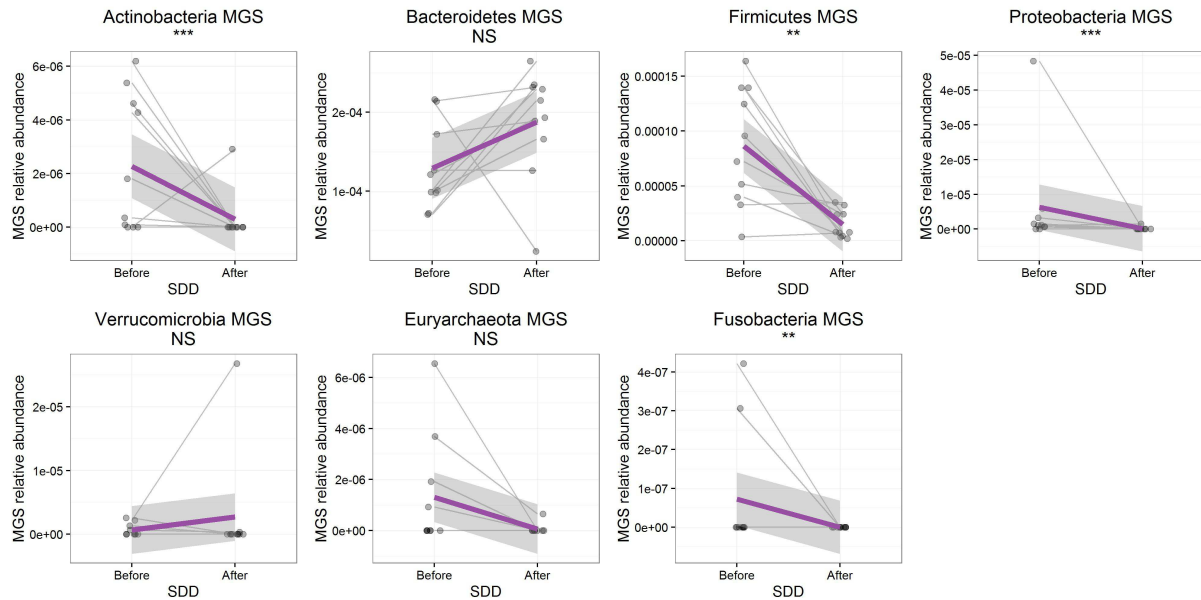 Actinobacteria MGS
***
MGS relative abundance
6e-06
4e-06
2e-06
0e+00
Before
After
SDD
Bacteroidetes MGS
NS
MGS relative abundance
2e-04
1e-04
Before
After
SDD
Firmicutes MGS
**
MGS relative abundance
0.00015
0.00010
0.00005
0.00000
Before
After
SDD
Proteobacteria MGS
***
MGS relative abundance
5e-05
4e-05
3e-05
2e-05
1e-05
0e+00
Before
After
SDD
Verrucomicrobia MGS
NS
MGS relative abundance
2e-05
1e-05
0e+00
Before
After
SDD
Euryarchaeota MGS
NS
MGS relative abundance
6e-06
4e-06
2e-06
0e+00
Before
After
SDD
Fusobacteria MGS
**
MGS relative abundance
4e-07
3e-07
2e-07
1e-07
0e+00
Before
After
SDD